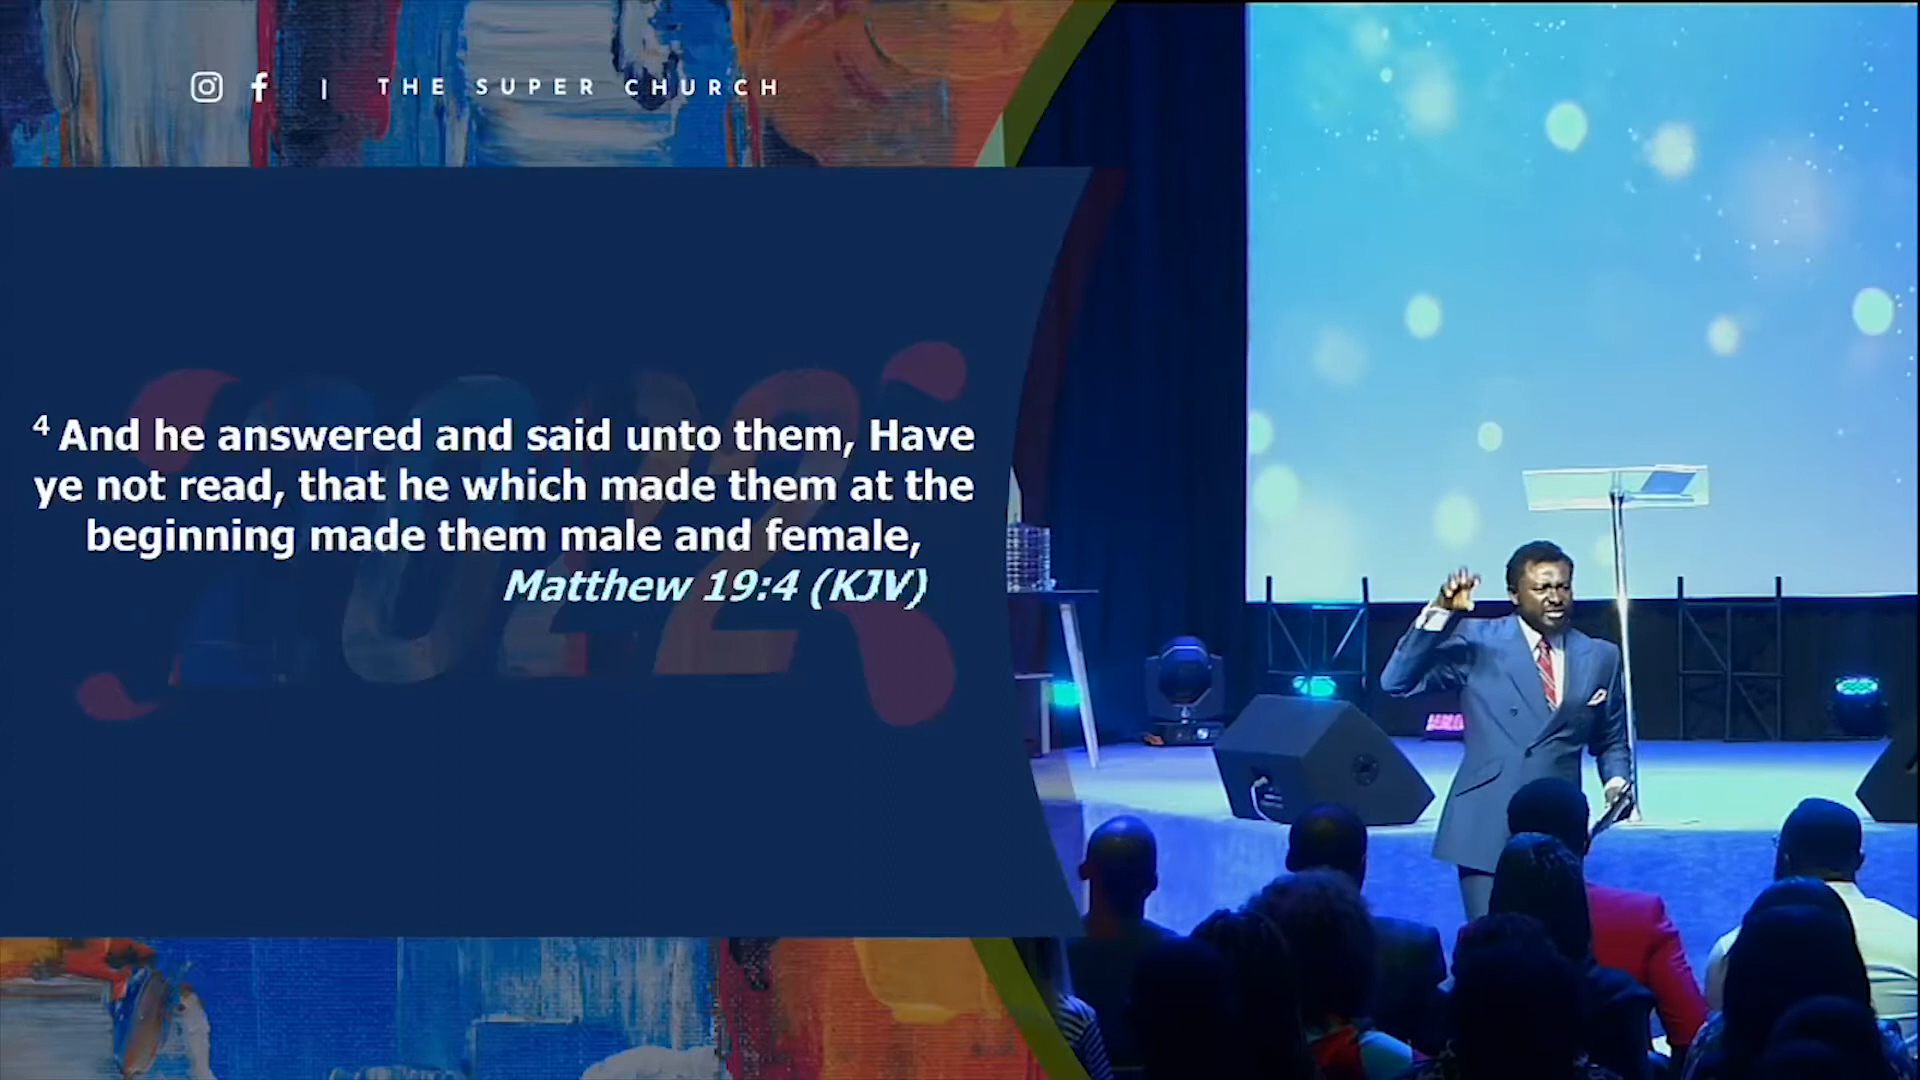 | THE SUPER CHURCH
2022
4 And he answered and said unto them, Have
ye not read, that he which made them at the
beginning made them male and female,
Matthew 19:4 (KJV)